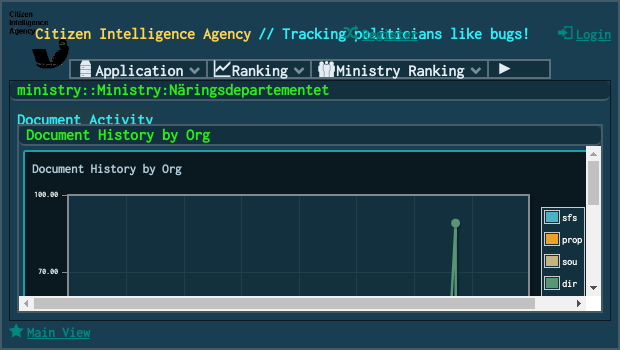 Citizen
Intelligence
Agency
Citizen Intelligence Agency // Tracking politicians like bugs!
Register
Login
Application
Ranking
Ministry Ranking
ministry::Ministry:Näringsdepartementet
Document Activity
Document History by Org
Document History by Org
100.00
70.00
sfs
prop
sou
dir
Main View